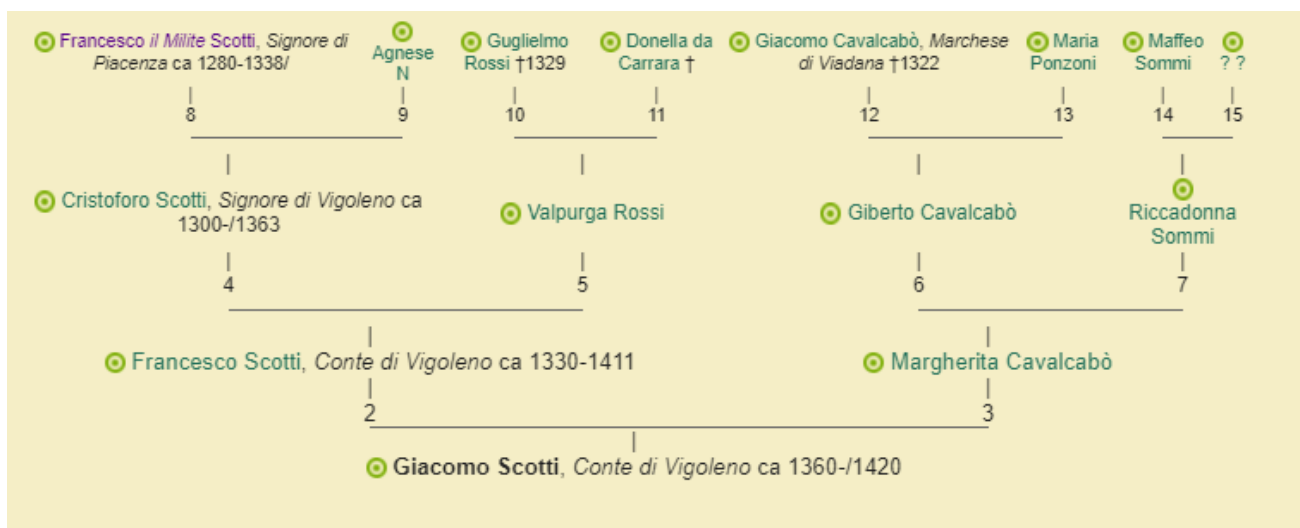 Francesco il Milite Scotti, Signore di
Piacenza ca 1280-1338/
Agnese
N
Guglielmo
Rossi †1329
Donella da
Carrara †
Giacomo Cavalcabò, Marchese
di Viadana †1322
Maria
Ponzoni
Maffeo
Sommi
? ?
8
9
10
11
12
13
14
15
Cristoforo Scotti, Signore di Vigoleno ca
1300-/1363
Valpurga Rossi
Giberto Cavalcabò
Riccadonna
Sommi
4
5
6
7
Francesco Scotti, Conte di Vigoleno ca 1330-1411
Margherita Cavalcabò
2
3
Giacomo Scotti, Conte di Vigoleno ca 1360-/1420